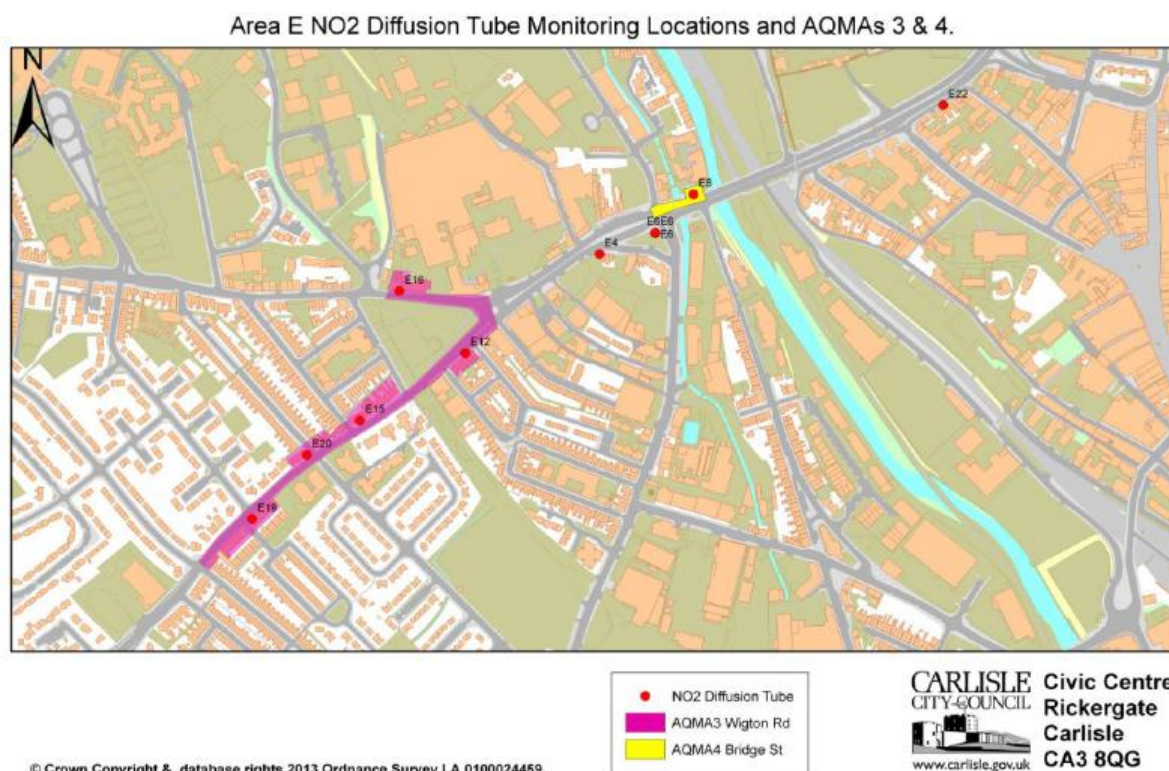 Area E NO2 Diffusion Tube Monitoring Locations and AQMAs 3 & 4.
N
E22
E8
E6
E4
E16
E12
E15
E20
E19
NO2 Diffusion Tube
AQMA3 Wigton Rd
AQMA4 Bridge St
CARLISLE
CITY COUNCIL
www.carlisle.gov.uk
Civic Centre
Rickergate
Carlisle
CA3 8QG
© Crown Copyright & database rights 2013 Ordnance Survey LA 0100024459